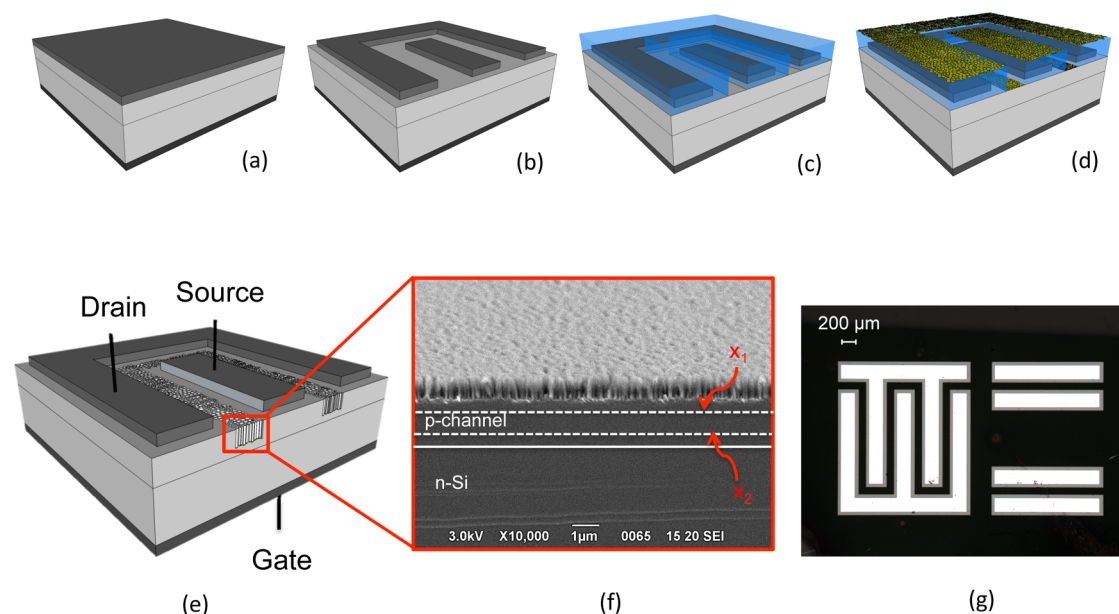 (a)
(b)
(c)
(d)
Drain
Source
Gate
(e)
x1
p-channel
x2
n-Si
3.0kV X10,000 1μm 0065 15 20 SEI
(f)
200 μm
(g)